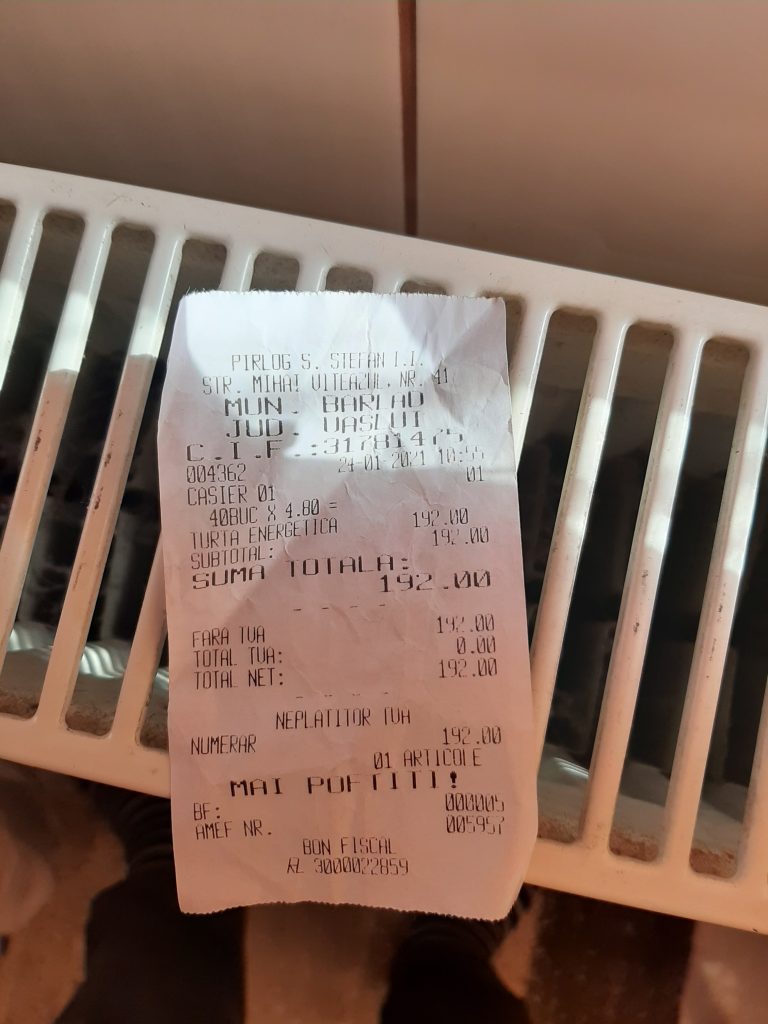 PIRLOG S. STEFAN I.I.
STR. MIHAI VITEAZUL, NR. 41
MUN. BARLAD
JUD. VASLUI
C.I.F.:31781475
24-01-2021 10:55
004362 01
CASIER 01
40BUC X 4.80 =
TURTA ENERGETICA 192.00
SUBTOTAL: 192.00
SUMA TOTALA:
192.00
- - - -
FARA TVA 192.00
TOTAL TVA: 0.00
TOTAL NET: 192.00
- - - -
NEPLATITOR TVA
NUMERAR 192.00
01 ARTICOLE
MAI POFTITI!
BF: 000005
AMEF NR. 005957
BON FISCAL
RL 3000022859